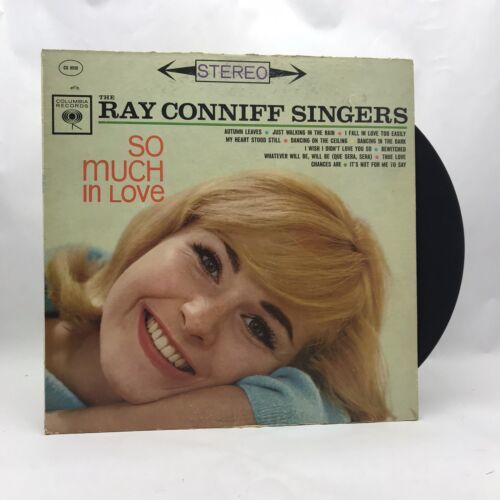 STEREO
COLUMBIA
RECORDS
THE
RAY CONNIFF SINGERS
AUTUMN LEAVES • JUST WALKING IN THE RAIN • I FALL IN LOVE TOO EASILY
MY HEART STOOD STILL • DANCING ON THE CEILING DANCING IN THE DARK
I WISH I DIDN'T LOVE YOU SO • BEWITCHED
WHATEVER WILL BE, WILL BE (QUE SERA, SERA) • TRUE LOVE
CHANCES ARE • IT'S NOT FOR ME TO SAY
SO
MUCH
IN LOVE